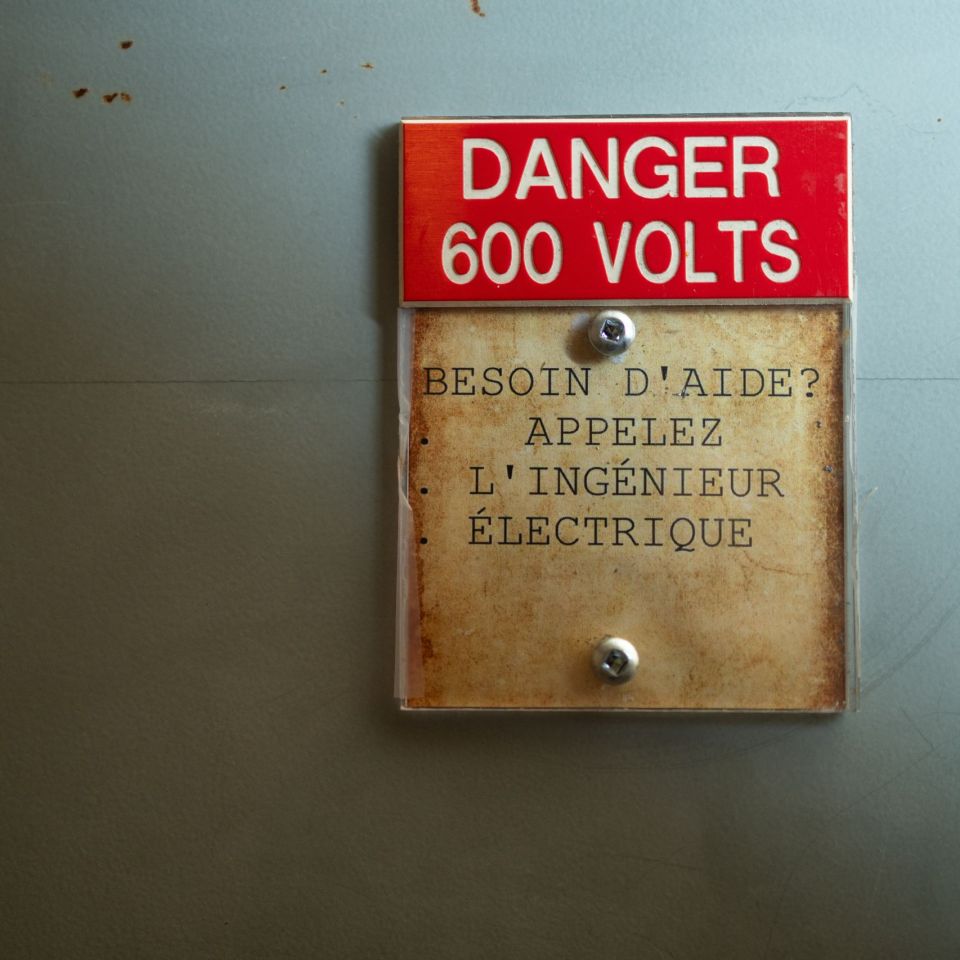 DANGER
600 VOLTS
BESOIN D'AIDE?
. APPELEZ
. L'INGÉNIEUR
. ÉLECTRIQUE